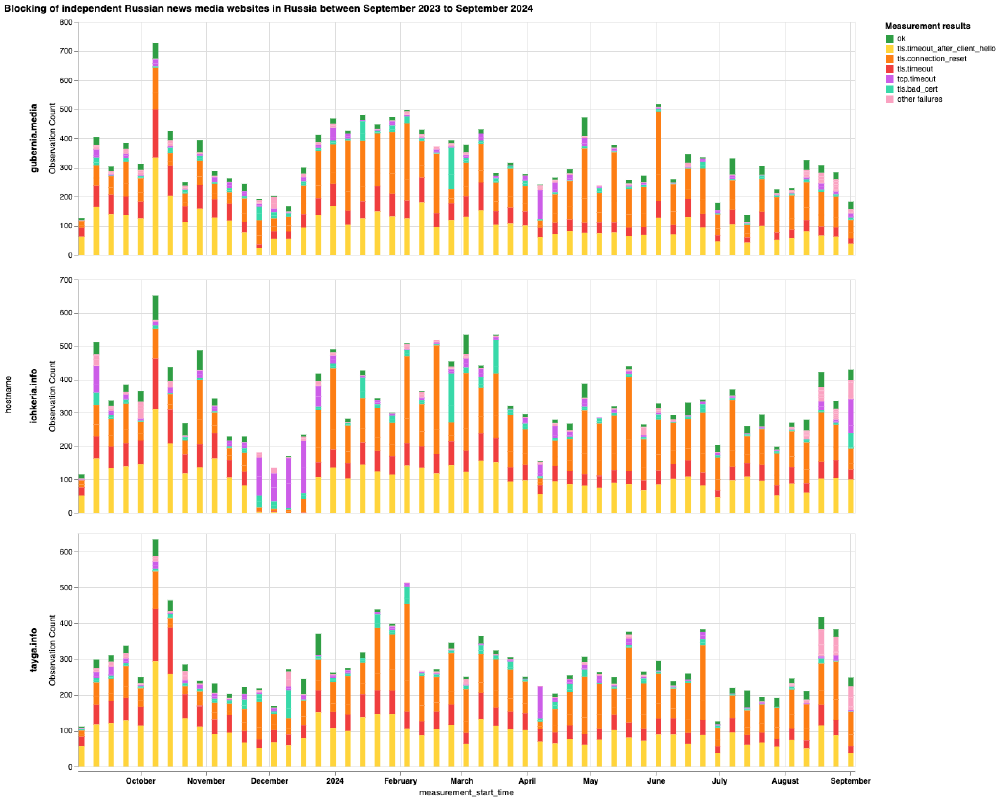 Blocking of independent Russian news media websites in Russia between September 2023 to September 2024
Measurement results
ok
tls.timeout_after_client_hello
tls.connection_reset
tls.timeout
tcp.timeout
tls.bad_cert
other failures
hostname
gubernia.media
Observation Count
800
700
600
500
400
300
200
100
0
ichkeria.info
Observation Count
700
600
500
400
300
200
100
0
tayga.info
Observation Count
600
500
400
300
200
100
0
October November December 2024 February March April May June July August September
measurement_start_time